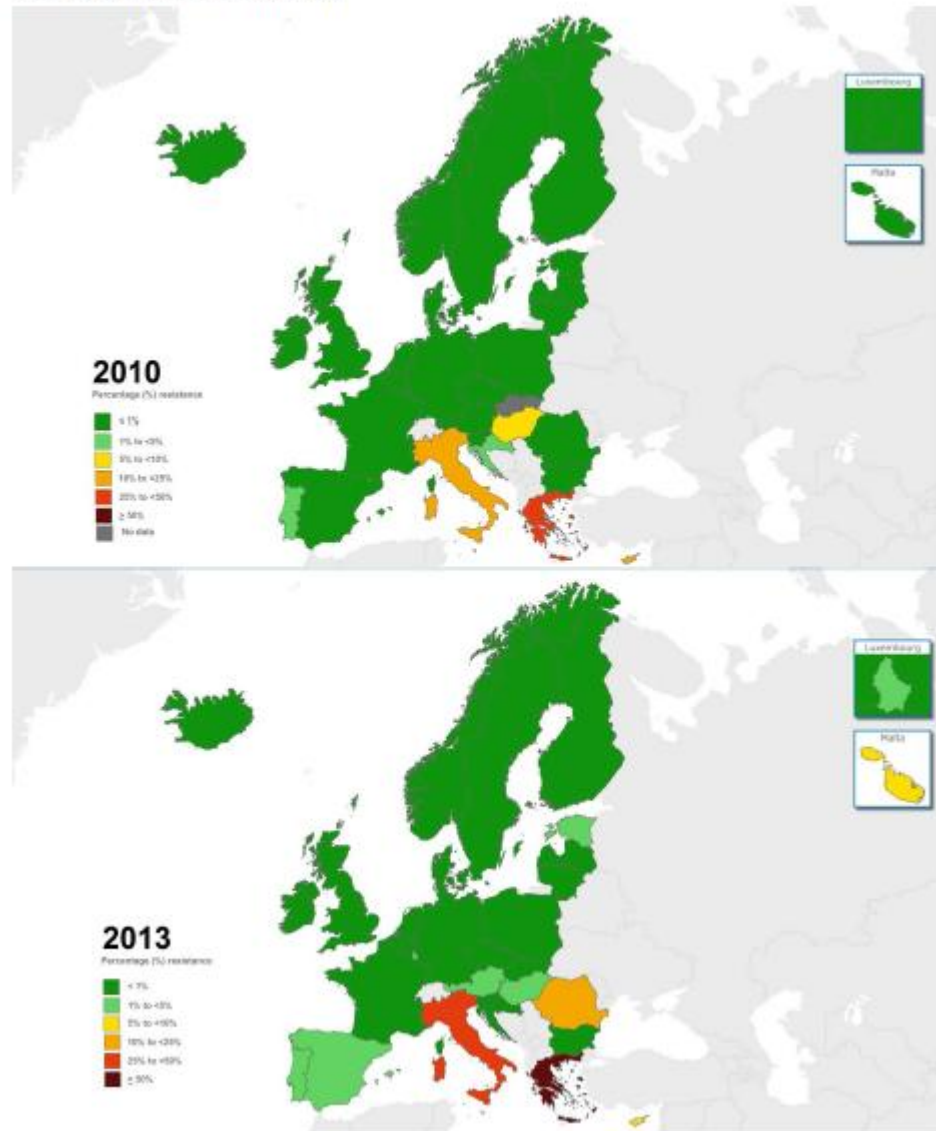 Luxembourg
Malta
2010
Percentage (%) resistance
< 1%
1% to <5%
5% to <10%
10% to <25%
25% to <50%
≥ 50%
No data
Luxembourg
Malta
2013
Percentage (%) resistance
< 1%
1% to <5%
5% to <10%
10% to <25%
25% to <50%
≥ 50%